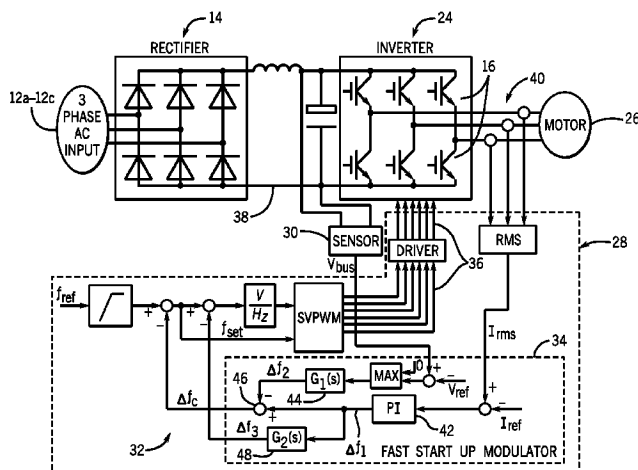 14
24
RECTIFIER
INVERTER
12a–12c
16
40
3
PHASE
AC
INPUT
MOTOR
26
38
30
SENSOR
Vbus
DRIVER
36
RMS
28
fref
V
Hz
SVPWM
+
−
+
−
fset
Irms
34
Δf2
G1(s)
MAX
0
+
−
Vref
46
44
−
+
+
−
Δfc
PI
Iref
Δf3
42
Δf1
G2(s)
32
48
FAST START UP MODULATOR